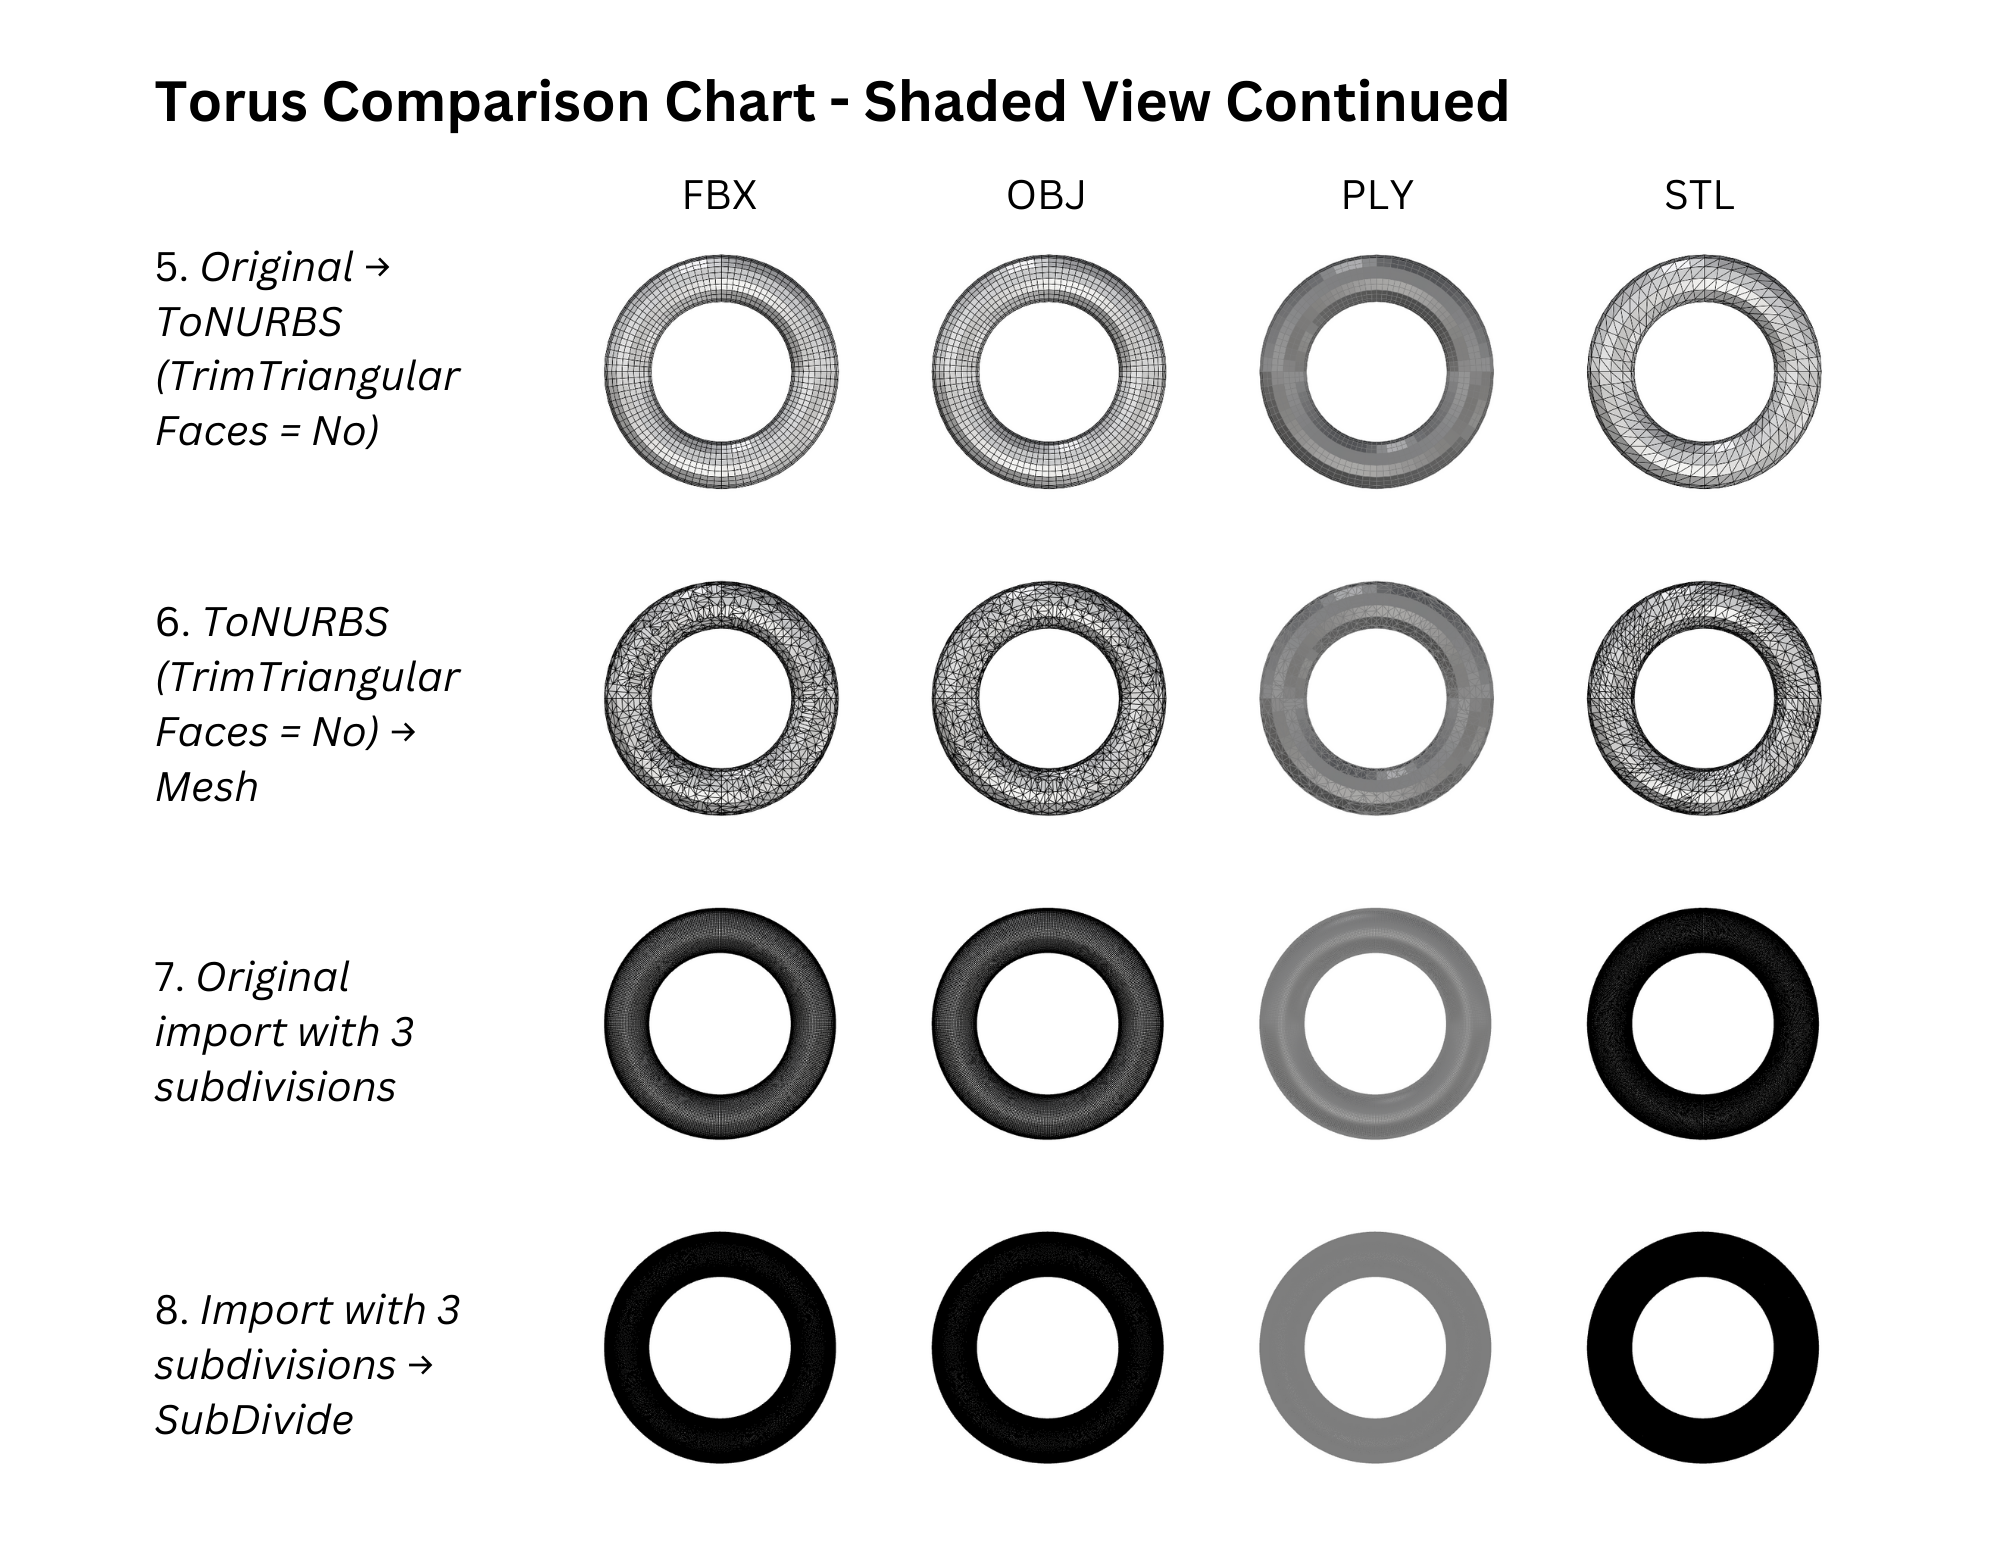 Torus Comparison Chart - Shaded View Continued
FBX OBJ PLY STL
5. Original →
ToNURBS
(TrimTriangular
Faces = No)
6. ToNURBS
(TrimTriangular
Faces = No) →
Mesh
7. Original
import with 3
subdivisions
8. Import with 3
subdivisions →
SubDivide